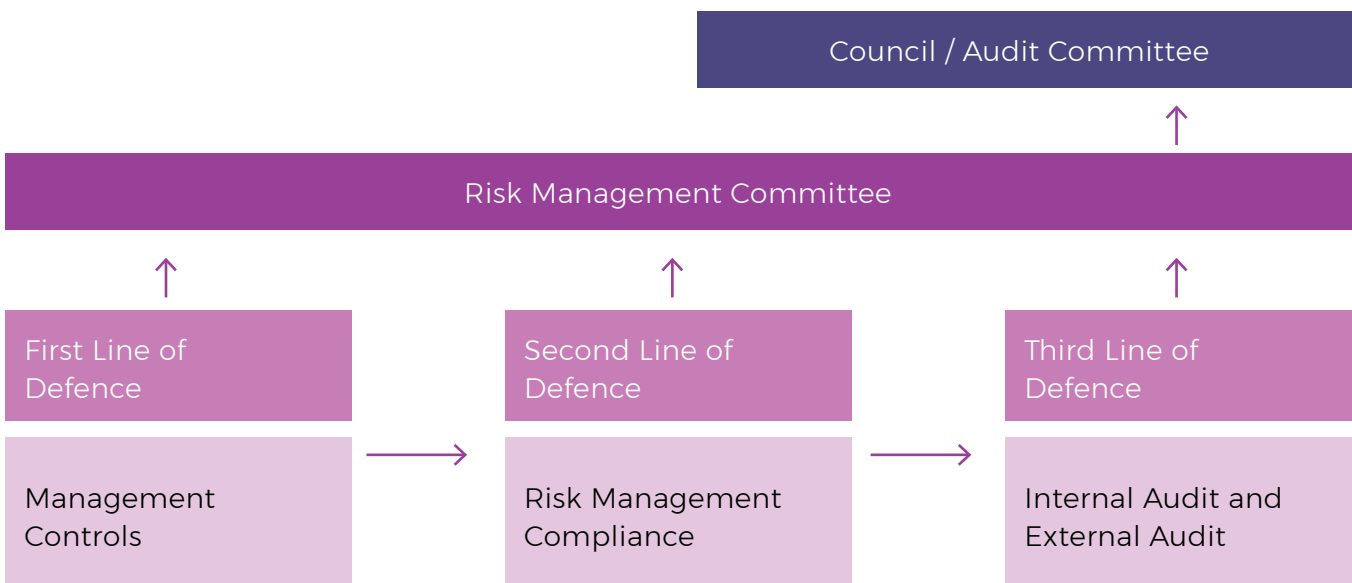 Council / Audit Committee
Risk Management Committee
First Line of
Defence
Second Line of
Defence
Third Line of
Defence
Management
Controls
Risk Management
Compliance
Internal Audit and
External Audit